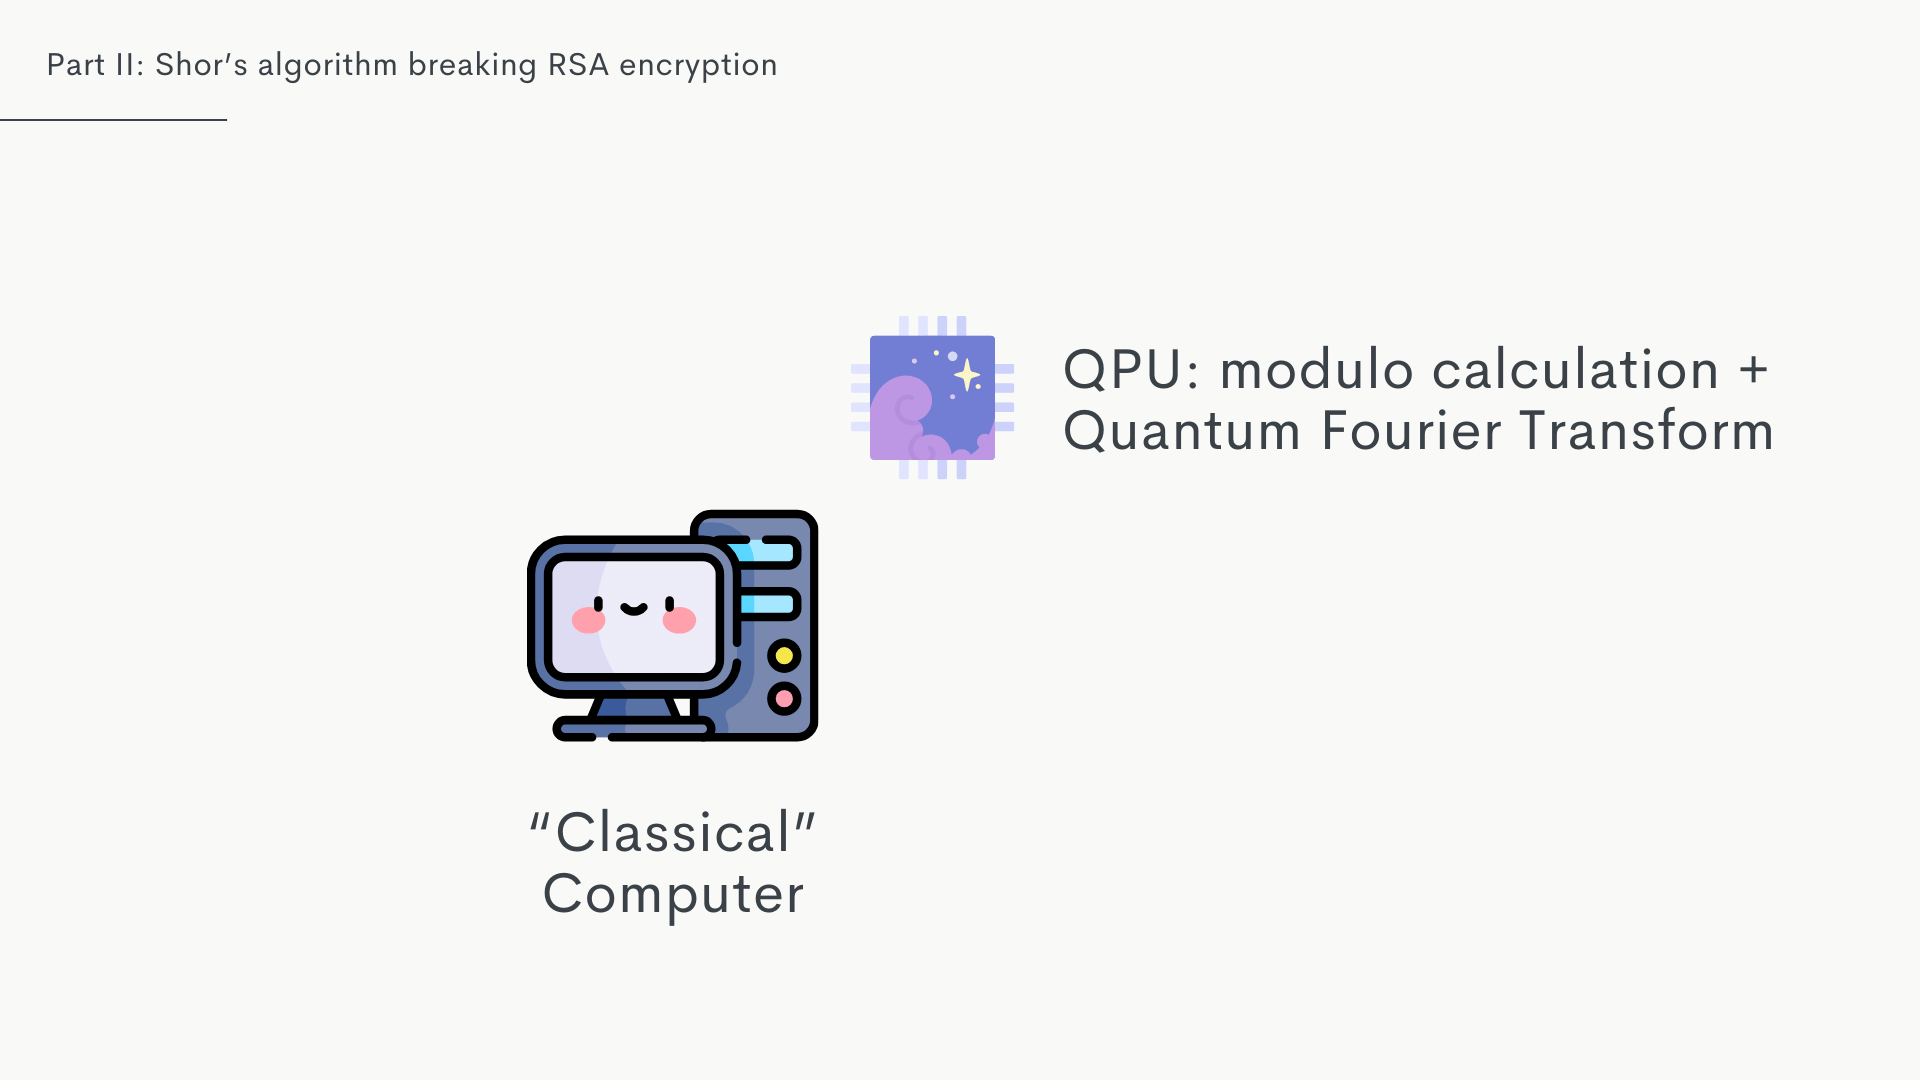 Part II: Shor’s algorithm breaking RSA encryption
QPU: modulo calculation +
Quantum Fourier Transform
“Classical”
Computer